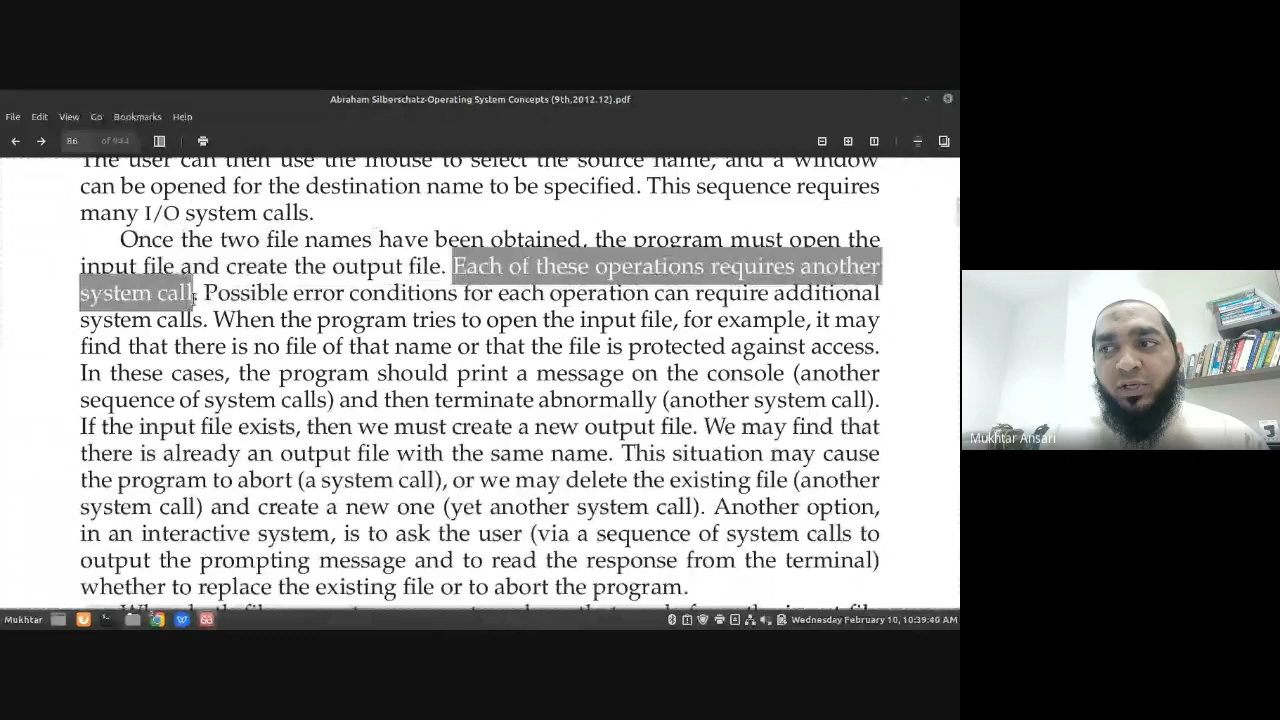 Abraham Silberschatz-Operating System Concepts (9th,2012.12).pdf
File Edit View Go Bookmarks Help
86 of 944
The user can then use the mouse to select the source name, and a window
can be opened for the destination name to be specified. This sequence requires
many I/O system calls.
Once the two file names have been obtained, the program must open the
input file and create the output file. Each of these operations requires another
system call. Possible error conditions for each operation can require additional
system calls. When the program tries to open the input file, for example, it may
find that there is no file of that name or that the file is protected against access.
In these cases, the program should print a message on the console (another
sequence of system calls) and then terminate abnormally (another system call).
If the input file exists, then we must create a new output file. We may find that
there is already an output file with the same name. This situation may cause
the program to abort (a system call), or we may delete the existing file (another
system call) and create a new one (yet another system call). Another option,
in an interactive system, is to ask the user (via a sequence of system calls to
output the prompting message and to read the response from the terminal)
whether to replace the existing file or to abort the program.
Mukhtar
Wednesday February 10, 10:39:40 AM
Mukhtar Ansari